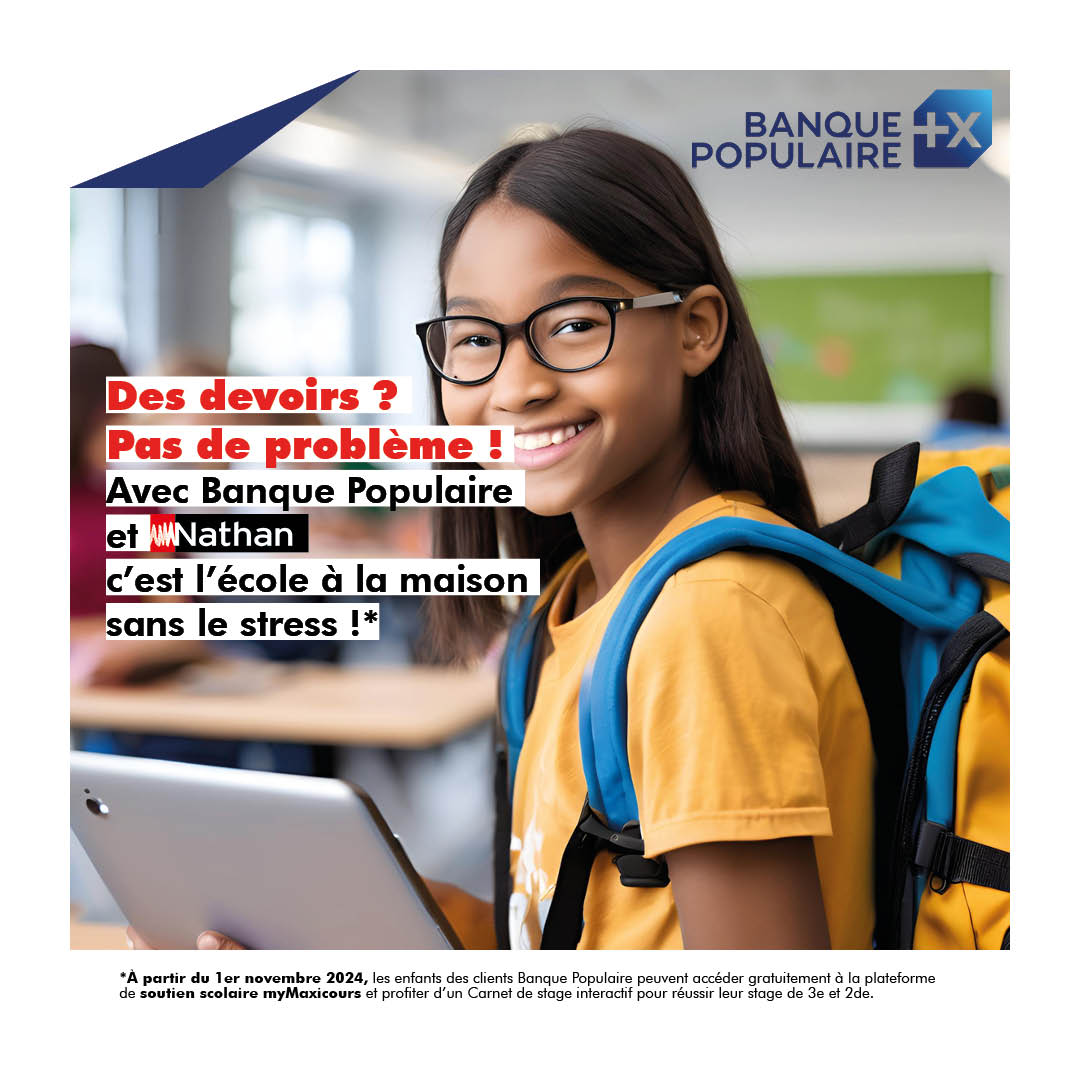 BANQUE
POPULAIRE
+X
Des devoirs ?
Pas de problème !
Avec Banque Populaire
et Nathan
c'est l'école à la maison
sans le stress !*
*À partir du 1er novembre 2024, les enfants des clients Banque Populaire peuvent accéder gratuitement à la plateforme
de soutien scolaire myMaxicours et profiter d'un Carnet de stage interactif pour réussir leur stage de 3e et 2de.